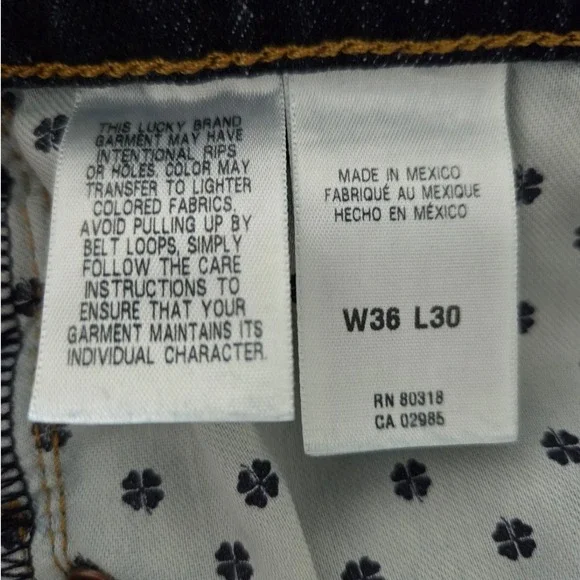 THIS LUCKY BRAND
GARMENT MAY HAVE
INTENTIONAL RIPS
OR HOLES, COLOR MAY
TRANSFER TO LIGHTER
COLORED FABRICS.
AVOID PULLING UP BY
BELT LOOPS, SIMPLY
FOLLOW THE CARE
INSTRUCTIONS TO
ENSURE THAT YOUR
GARMENT MAINTAINS ITS
INDIVIDUAL CHARACTER.
MADE IN MEXICO
FABRIQUÉ AU MEXIQUE
HECHO EN MÉXICO
W36 L30
RN 80318
CA 02985